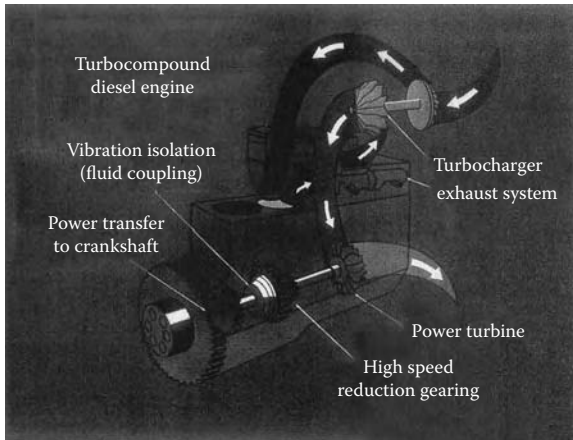 Turbocompound
diesel engine
Vibration isolation
(fluid coupling)
Power transfer
to crankshaft
Turbocharger
exhaust system
Power turbine
High speed
reduction gearing